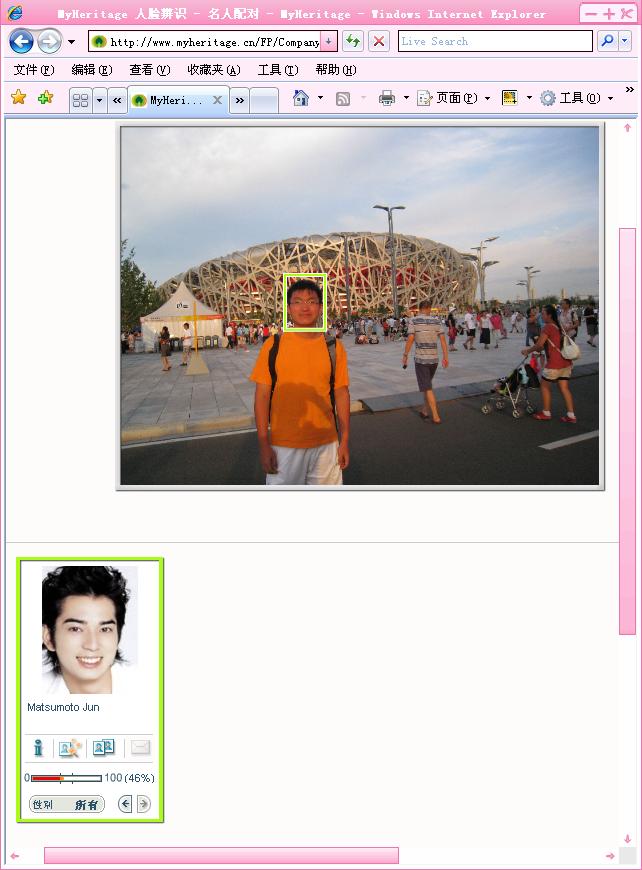 MyHeritage 人脸辨识 - 名人配对 - MyHeritage - Windows Internet Explorer
http://www.myheritage.cn/FP/Company
Live Search
文件(F) 编辑(E) 查看(V) 收藏夹(A) 工具(T) 帮助(H)
MyHeri...
页面(P)
工具(O)
Matsumoto Jun
0
100 (46%)
性别 所有